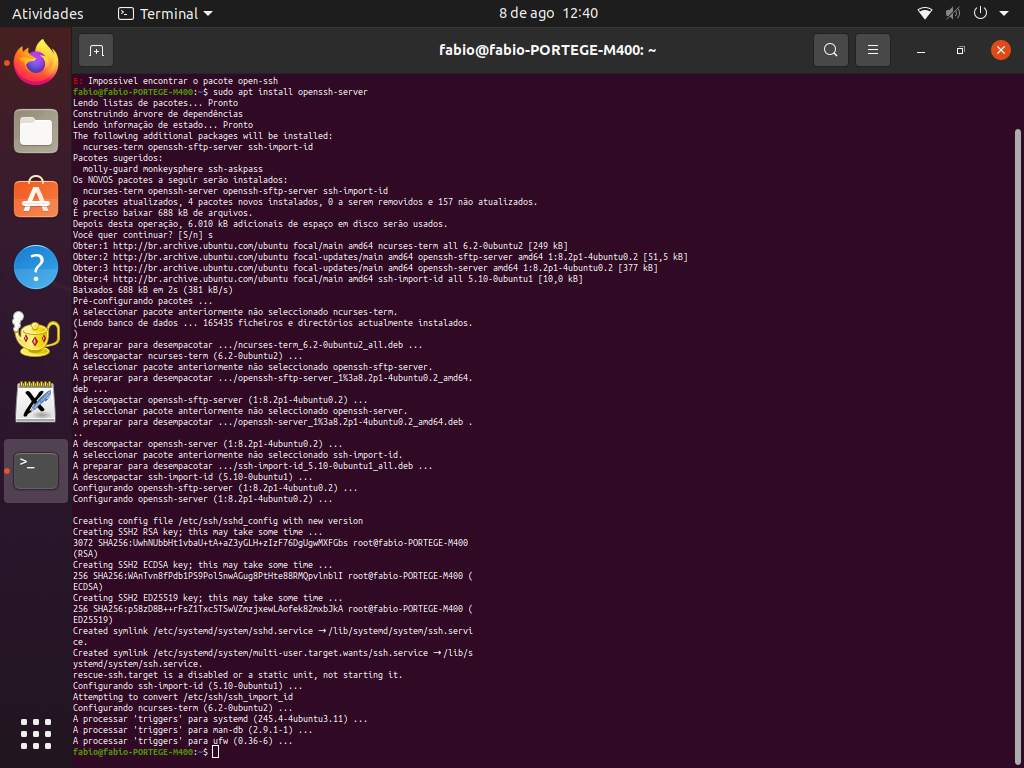 Atividades
Terminal
8 de ago 12:40
fabio@fabio-PORTEGE-M400: ~
E: Impossível encontrar o pacote open-ssh
fabio@fabio-PORTEGE-M400:~$ sudo apt install openssh-server
Lendo listas de pacotes... Pronto
Construindo árvore de dependências
Lendo informação de estado... Pronto
The following additional packages will be installed:
  ncurses-term openssh-sftp-server ssh-import-id
Pacotes sugeridos:
  molly-guard monkeysphere ssh-askpass
Os NOVOS pacotes a seguir serão instalados:
  ncurses-term openssh-server openssh-sftp-server ssh-import-id
0 pacotes atualizados, 4 pacotes novos instalados, 0 a serem removidos e 157 não atualizados.
É preciso baixar 688 kB de arquivos.
Depois desta operação, 6.010 kB adicionais de espaço em disco serão usados.
Você quer continuar? [S/n] s
Obter:1 http://br.archive.ubuntu.com/ubuntu focal/main amd64 ncurses-term all 6.2-0ubuntu2 [249 kB]
Obter:2 http://br.archive.ubuntu.com/ubuntu focal-updates/main amd64 openssh-sftp-server amd64 1:8.2p1-4ubuntu0.2 [51,5 kB]
Obter:3 http://br.archive.ubuntu.com/ubuntu focal-updates/main amd64 openssh-server amd64 1:8.2p1-4ubuntu0.2 [377 kB]
Obter:4 http://br.archive.ubuntu.com/ubuntu focal/main amd64 ssh-import-id all 5.10-0ubuntu1 [10,0 kB]
Baixados 688 kB em 2s (381 kB/s)
Pré-configurando pacotes ...
A seleccionar pacote anteriormente não seleccionado ncurses-term.
(Lendo banco de dados ... 165435 ficheiros e directórios actualmente instalados.
)
A preparar para desempacotar .../ncurses-term_6.2-0ubuntu2_all.deb ...
A descompactar ncurses-term (6.2-0ubuntu2) ...
A seleccionar pacote anteriormente não seleccionado openssh-sftp-server.
A preparar para desempacotar .../openssh-sftp-server_1%3a8.2p1-4ubuntu0.2_amd64.
deb ...
A descompactar openssh-sftp-server (1:8.2p1-4ubuntu0.2) ...
A seleccionar pacote anteriormente não seleccionado openssh-server.
A preparar para desempacotar .../openssh-server_1%3a8.2p1-4ubuntu0.2_amd64.deb .
..
A descompactar openssh-server (1:8.2p1-4ubuntu0.2) ...
A seleccionar pacote anteriormente não seleccionado ssh-import-id.
A preparar para desempacotar .../ssh-import-id_5.10-0ubuntu1_all.deb ...
A descompactar ssh-import-id (5.10-0ubuntu1) ...
Configurando openssh-sftp-server (1:8.2p1-4ubuntu0.2) ...
Configurando openssh-server (1:8.2p1-4ubuntu0.2) ...
Creating config file /etc/ssh/sshd_config with new version
Creating SSH2 RSA key; this may take some time ...
3072 SHA256:UwhNUbbHt1vbaU+tA+aZ3yGLH+zIzF76DgUgwMXFGbs root@fabio-PORTEGE-M400
(RSA)
Creating SSH2 ECDSA key; this may take some time ...
256 SHA256:WAnTvn8fPdb1PS9Pol5nwAGug8PtHte88RMQpvlnblI root@fabio-PORTEGE-M400 (
ECDSA)
Creating SSH2 ED25519 key; this may take some time ...
256 SHA256:p58zD8B++rFsZ1Txc5TSwVZmzjxewLAofek82mxbJkA root@fabio-PORTEGE-M400 (
ED25519)
Created symlink /etc/systemd/system/sshd.service → /lib/systemd/system/ssh.servi
ce.
Created symlink /etc/systemd/system/multi-user.target.wants/ssh.service → /lib/s
ystemd/system/ssh.service.
rescue-ssh.target is a disabled or a static unit, not starting it.
Configurando ssh-import-id (5.10-0ubuntu1) ...
Attempting to convert /etc/ssh/ssh_import_id
Configurando ncurses-term (6.2-0ubuntu2) ...
A processar 'triggers' para systemd (245.4-4ubuntu3.11) ...
A processar 'triggers' para man-db (2.9.1-1) ...
A processar 'triggers' para ufw (0.36-6) ...
fabio@fabio-PORTEGE-M400:~$